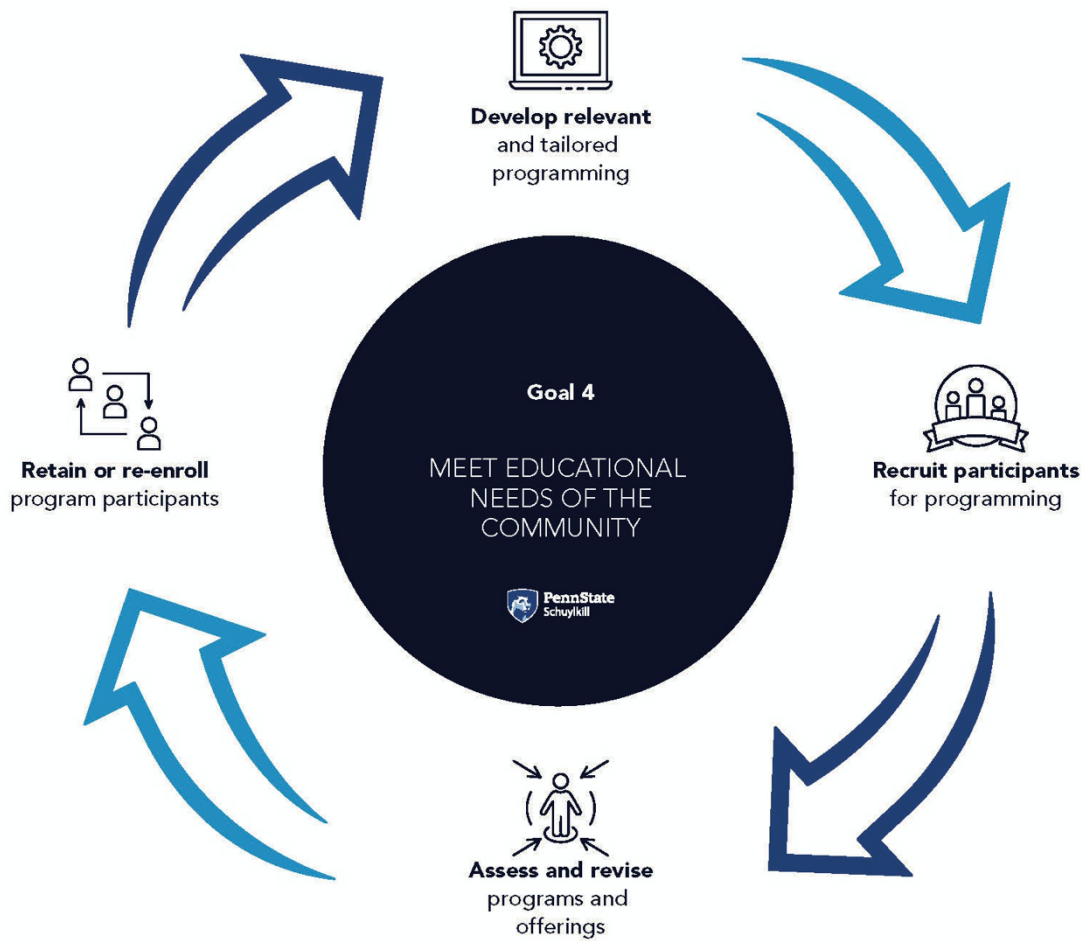 Develop relevant
and tailored
programming
Recruit participants
for programming
Assess and revise
programs and
offerings
Retain or re-enroll
program participants
Goal 4
MEET EDUCATIONAL
NEEDS OF THE
COMMUNITY
PennState
Schuylkill